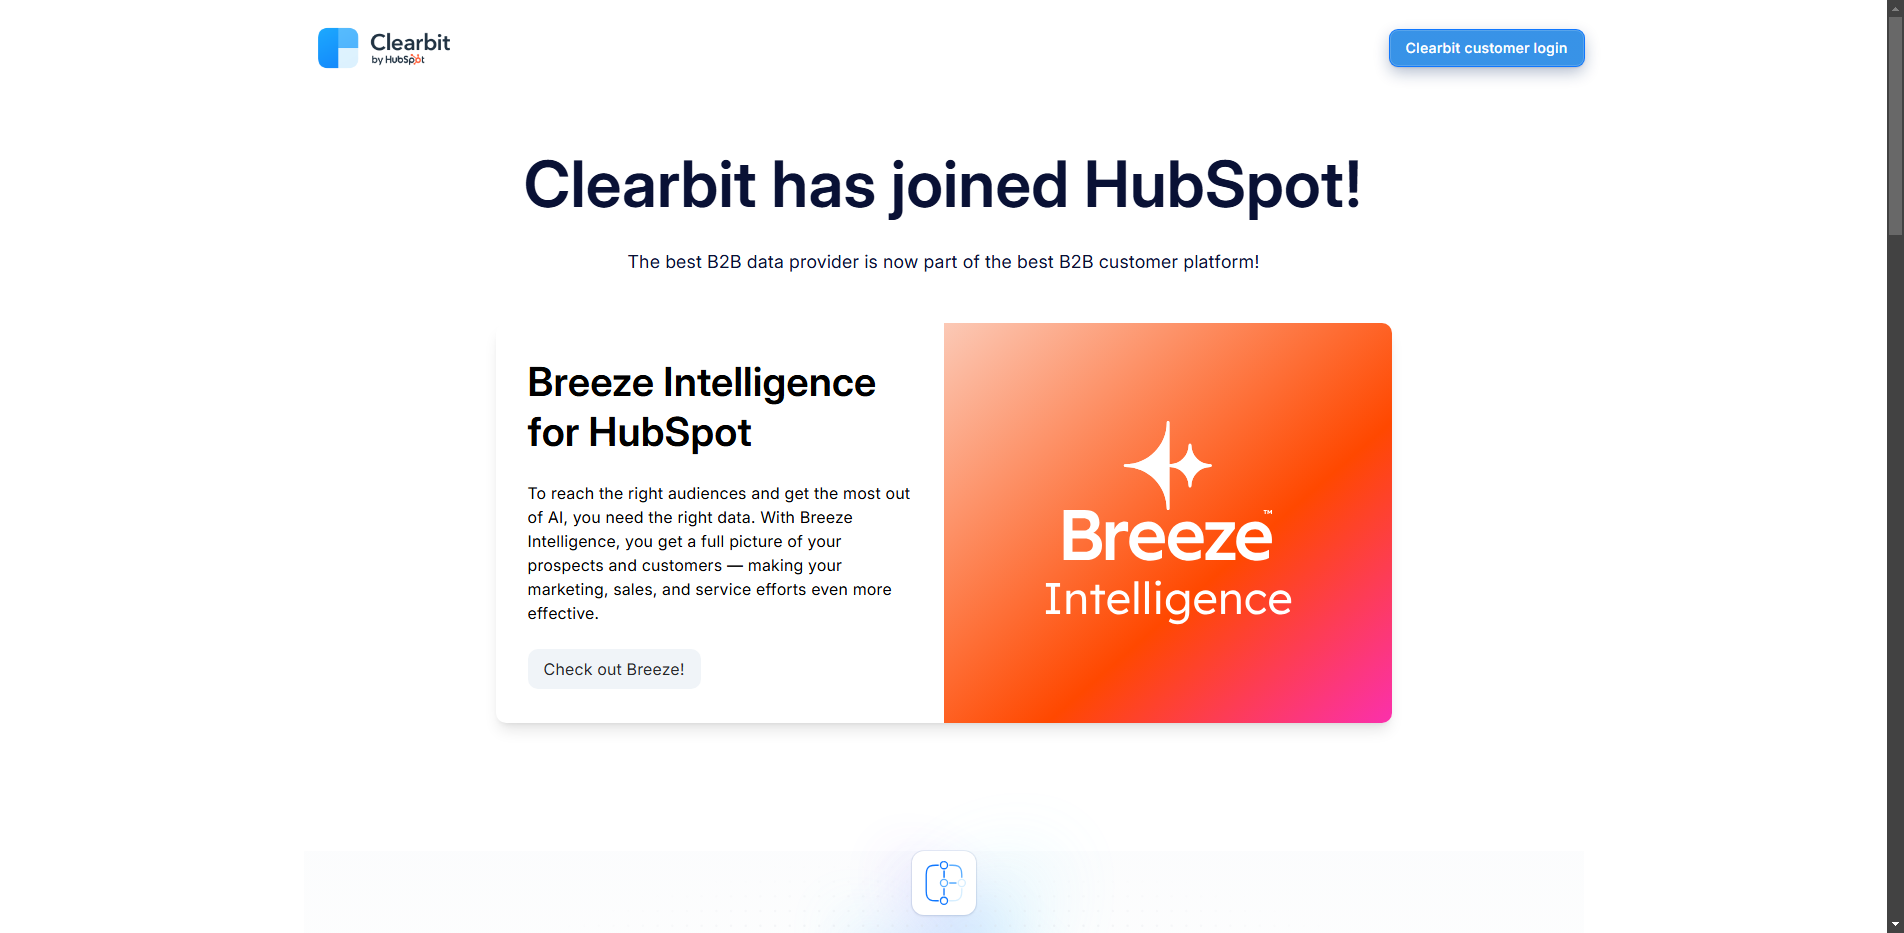 Clearbit
by HubSpot
Clearbit customer login
Clearbit has joined HubSpot!
The best B2B data provider is now part of the best B2B customer platform!
Breeze Intelligence
for HubSpot
To reach the right audiences and get the most out
of AI, you need the right data. With Breeze
Intelligence, you get a full picture of your
prospects and customers — making your
marketing, sales, and service efforts even more
effective.
Check out Breeze!
Breeze™
Intelligence